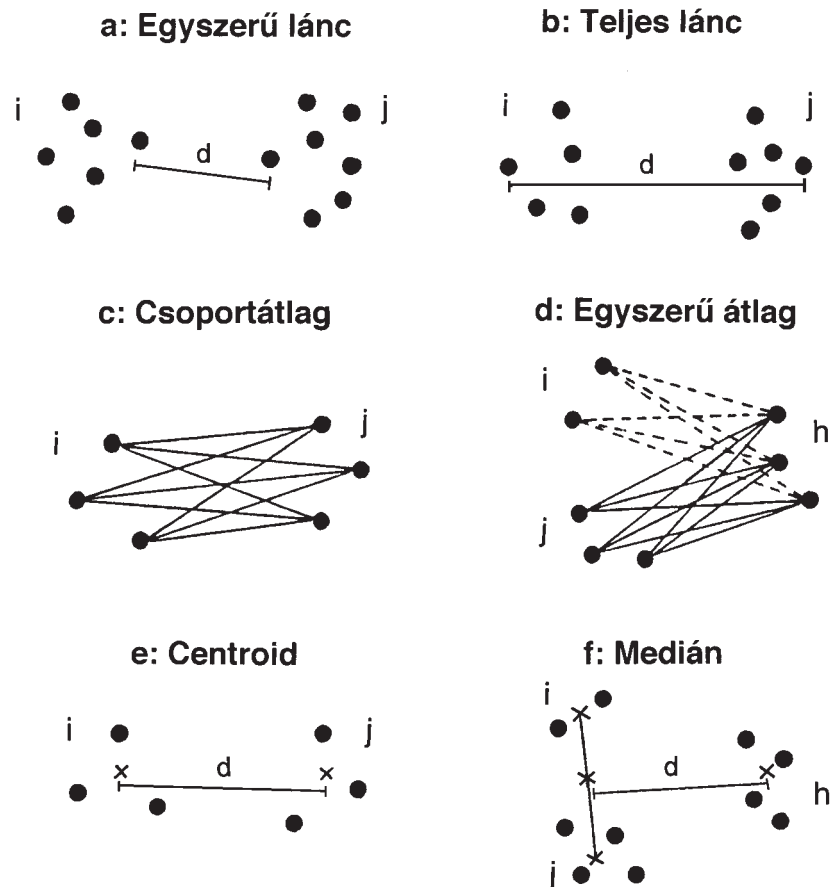 a: Egyszerű lánc
b: Teljes lánc
i
j
d
i
j
d
c: Csoportátlag
d: Egyszerű átlag
i
j
i
h
j
e: Centroid
f: Medián
i
j
d
i
d
h
j